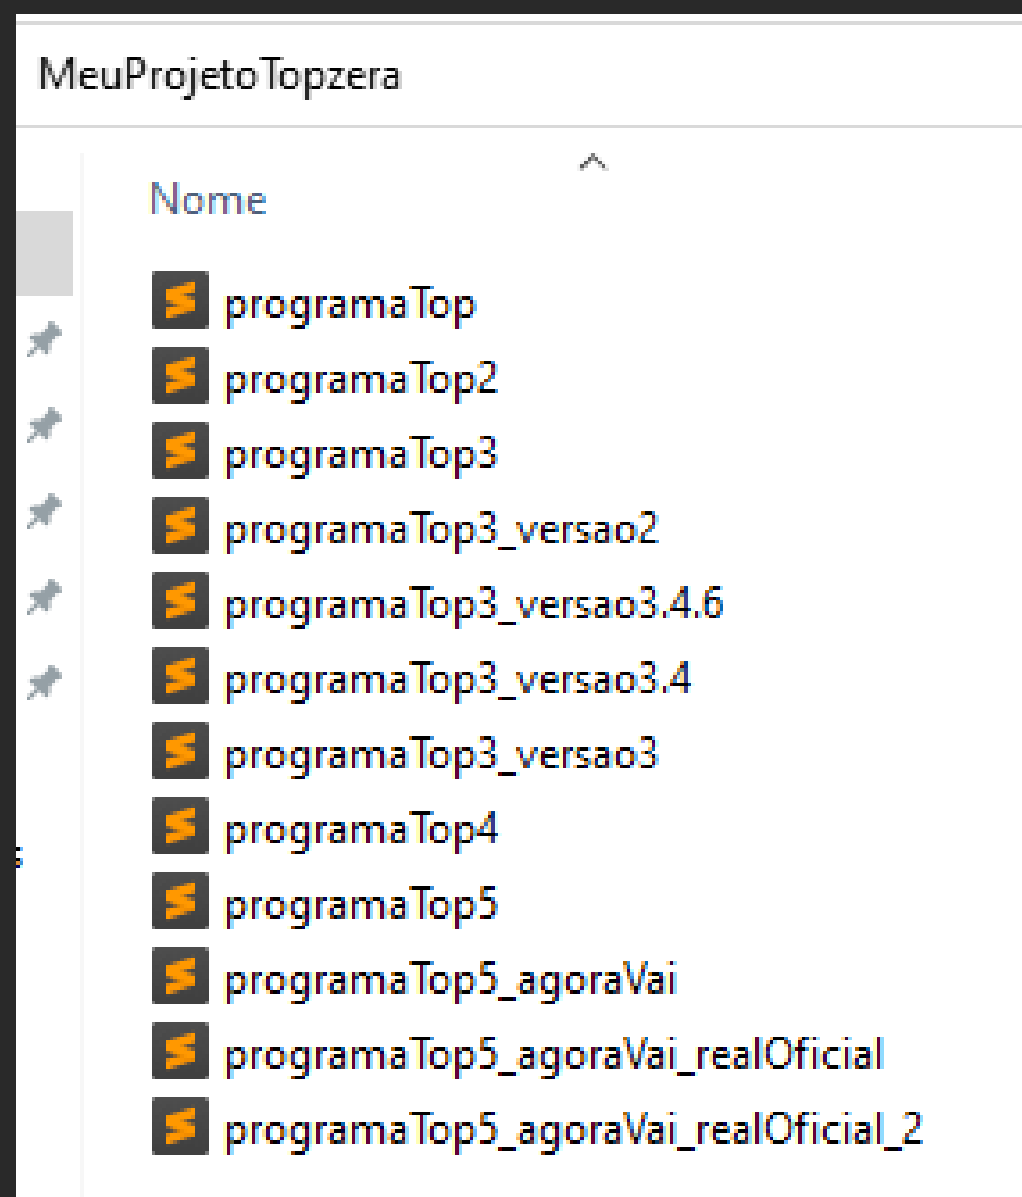 MeuProjetoTopzera
Nome
programaTop
programaTop2
programaTop3
programaTop3_versao2
programaTop3_versao3.4.6
programaTop3_versao3.4
programaTop3_versao3
programaTop4
programaTop5
programaTop5_agoraVai
programaTop5_agoraVai_realOficial
programaTop5_agoraVai_realOficial_2